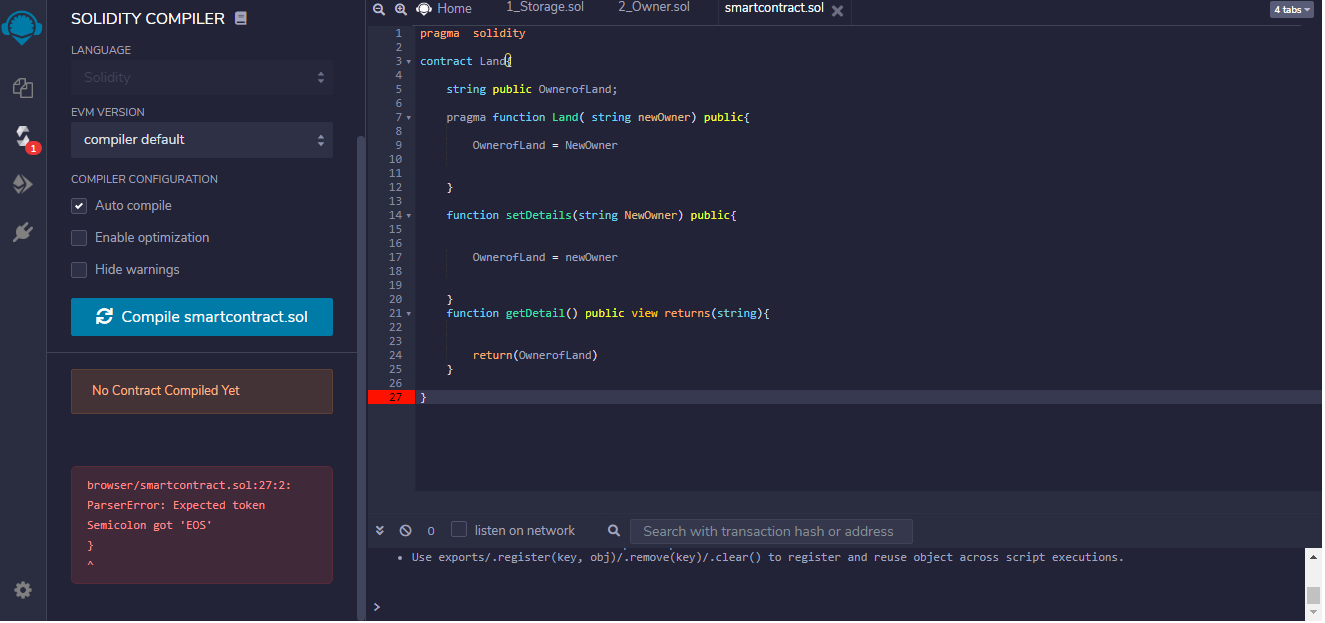 SOLIDITY COMPILER
LANGUAGE
Solidity
EVM VERSION
compiler default
COMPILER CONFIGURATION
Auto compile
Enable optimization
Hide warnings
Compile smartcontract.sol
No Contract Compiled Yet
browser/smartcontract.sol:27:2:
ParserError: Expected token
Semicolon got 'EOS'
}
^
1
Home 1_Storage.sol 2_Owner.sol smartcontract.sol 4 tabs
1 pragma  solidity
2
3 contract Land{
4
5     string public OwnerofLand;
6
7     pragma function Land( string newOwner) public{
8
9         OwnerofLand = NewOwner
10
11
12     }
13
14     function setDetails(string NewOwner) public{
15
16
17         OwnerofLand = newOwner
18
19
20     }
21     function getDetail() public view returns(string){
22
23
24         return(OwnerofLand)
25     }
26
27 }
0 listen on network Search with transaction hash or address
• Use exports/.register(key, obj)/.remove(key)/.clear() to register and reuse object across script executions.
>